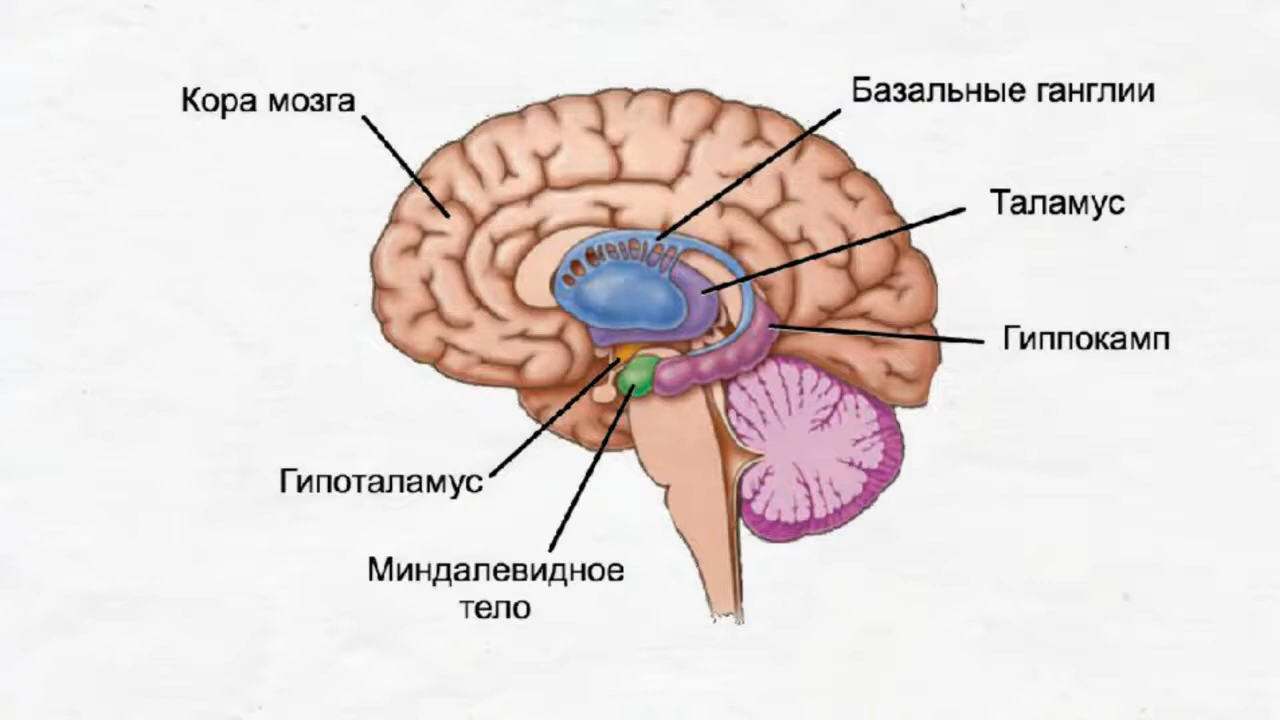 Базальные ганглии
Кора мозга
Таламус
Гиппокамп
Гипоталамус
Миндалевидное
тело